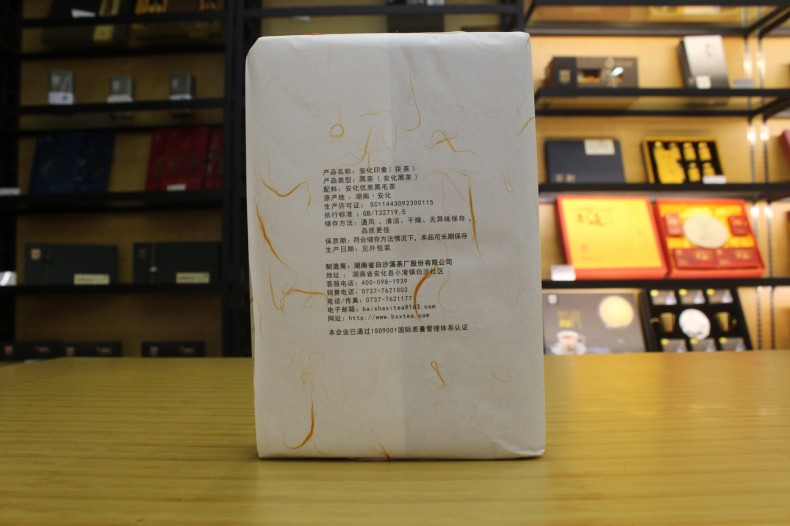 产品名称：安化印象（茯茶）
产品类型：黑茶（安化黑茶）
配料：安化优质黑毛茶
原产地：湖南·安化
生产许可证：SC11443092300115
执行标准：GB/T32719.5
储存方法：通风、清洁、干燥、无异味保存，
品质更佳
保质期：符合储存方法情况下，本品可长期保存
生产日期：见外包装
制造商：湖南省白沙溪茶厂股份有限公司
地址：湖南省安化县小淹镇白沙社区
客服电话：400-098-1939
销售电话：0737-7621002
电话/传真：0737-7621177
电子邮箱：baishaxitea@163.com
网址：http://www.bsxtea.com
本企业已通过ISO9001国际质量管理体系认证